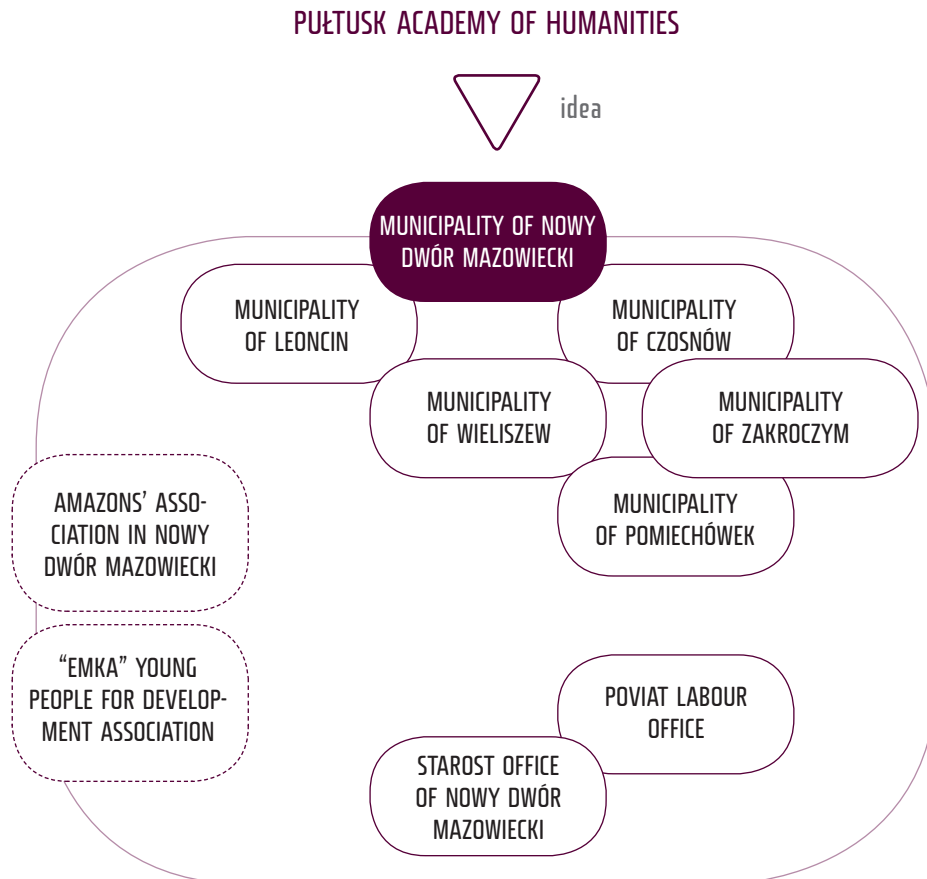 PUŁTUSK ACADEMY OF HUMANITIES
idea
MUNICIPALITY OF NOWY
DWÓR MAZOWIECKI
MUNICIPALITY
OF LEONCIN
MUNICIPALITY
OF CZOSNÓW
MUNICIPALITY
OF WIELISZEW
MUNICIPALITY
OF ZAKROCZYM
MUNICIPALITY
OF POMIECHÓWEK
AMAZONS’ ASSO-
CIATION IN NOWY
DWÓR MAZOWIECKI
“EMKA” YOUNG
PEOPLE FOR DEVELOP-
MENT ASSOCIATION
POVIAT LABOUR
OFFICE
STAROST OFFICE
OF NOWY DWÓR
MAZOWIECKI